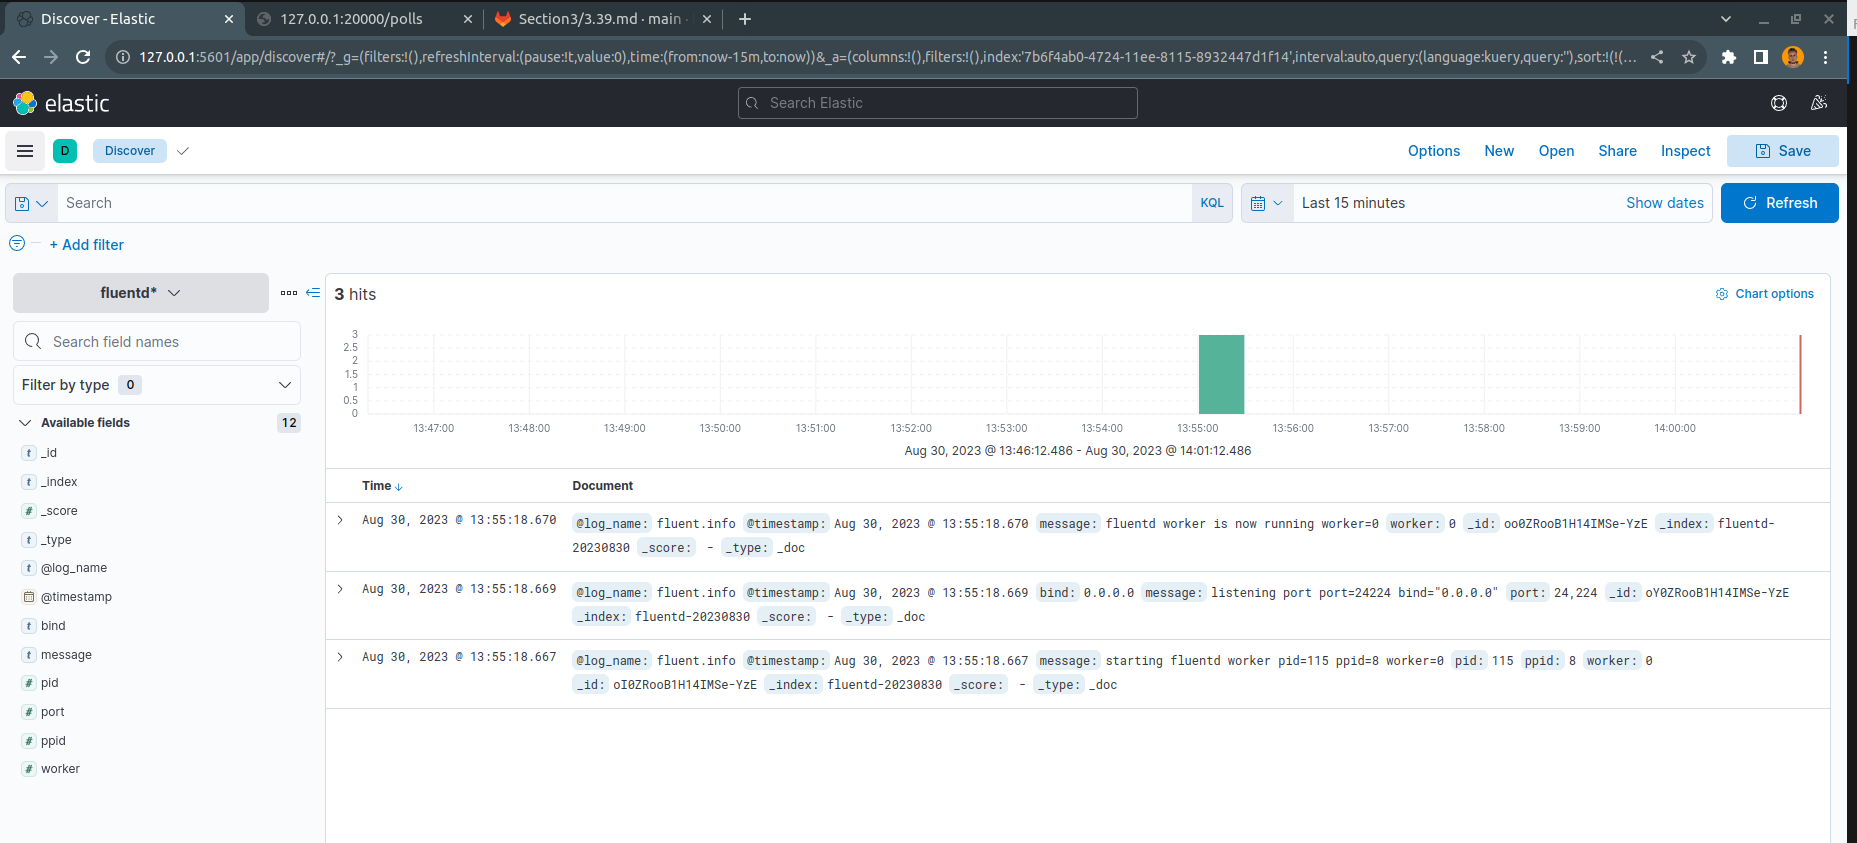 Discover - Elastic
127.0.0.1:20000/polls
Section3/3.39.md · main ·
127.0.0.1:5601/app/discover#/?_g=(filters:!(),refreshInterval:(pause:!t,value:0),time:(from:now-15m,to:now))&_a=(columns:!(),filters:!(),index:'7b6f4ab0-4724-11ee-8115-8932447d1f14',interval:auto,query:(language:kuery,query:''),sort:!(!(...
elastic
Search Elastic
D
Discover
Options
New
Open
Share
Inspect
Save
Search
KQL
Last 15 minutes
Show dates
Refresh
+ Add filter
fluentd*
3 hits
Chart options
Search field names
Filter by type 0
Available fields 12
t _id
t _index
# _score
t _type
t @log_name
@timestamp
t bind
t message
# pid
# port
# ppid
# worker
3
2.5
2
1.5
1
0.5
0
13:47:00 13:48:00 13:49:00 13:50:00 13:51:00 13:52:00 13:53:00 13:54:00 13:55:00 13:56:00 13:57:00 13:58:00 13:59:00 14:00:00
Aug 30, 2023 @ 13:46:12.486 - Aug 30, 2023 @ 14:01:12.486
Time Document
Aug 30, 2023 @ 13:55:18.670 @log_name: fluent.info @timestamp: Aug 30, 2023 @ 13:55:18.670 message: fluentd worker is now running worker=0 worker: 0 _id: oo0ZRooB1H14IMSe-YzE _index: fluentd-
20230830 _score: - _type: _doc
Aug 30, 2023 @ 13:55:18.669 @log_name: fluent.info @timestamp: Aug 30, 2023 @ 13:55:18.669 bind: 0.0.0.0 message: listening port port=24224 bind="0.0.0.0" port: 24,224 _id: oY0ZRooB1H14IMSe-YzE
_index: fluentd-20230830 _score: - _type: _doc
Aug 30, 2023 @ 13:55:18.667 @log_name: fluent.info @timestamp: Aug 30, 2023 @ 13:55:18.667 message: starting fluentd worker pid=115 ppid=8 worker=0 pid: 115 ppid: 8 worker: 0
_id: oI0ZRooB1H14IMSe-YzE _index: fluentd-20230830 _score: - _type: _doc